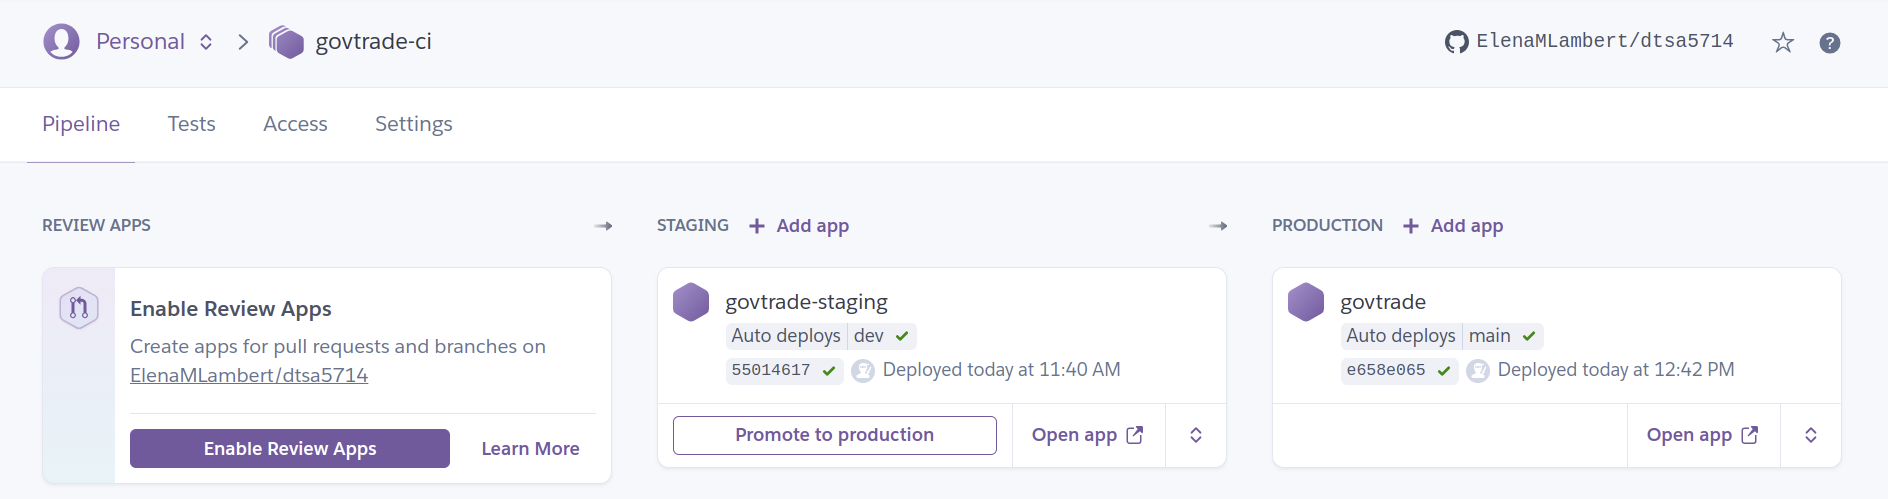 Personal
govtrade-ci
ElenaMLambert/dtsa5714
?
Pipeline
Tests
Access
Settings
REVIEW APPS
Enable Review Apps
Create apps for pull requests and branches on
ElenaMLambert/dtsa5714
Enable Review Apps
Learn More
STAGING
+ Add app
govtrade-staging
Auto deploys dev
55014617
Deployed today at 11:40 AM
Promote to production
Open app
PRODUCTION
+ Add app
govtrade
Auto deploys main
e658e065
Deployed today at 12:42 PM
Open app